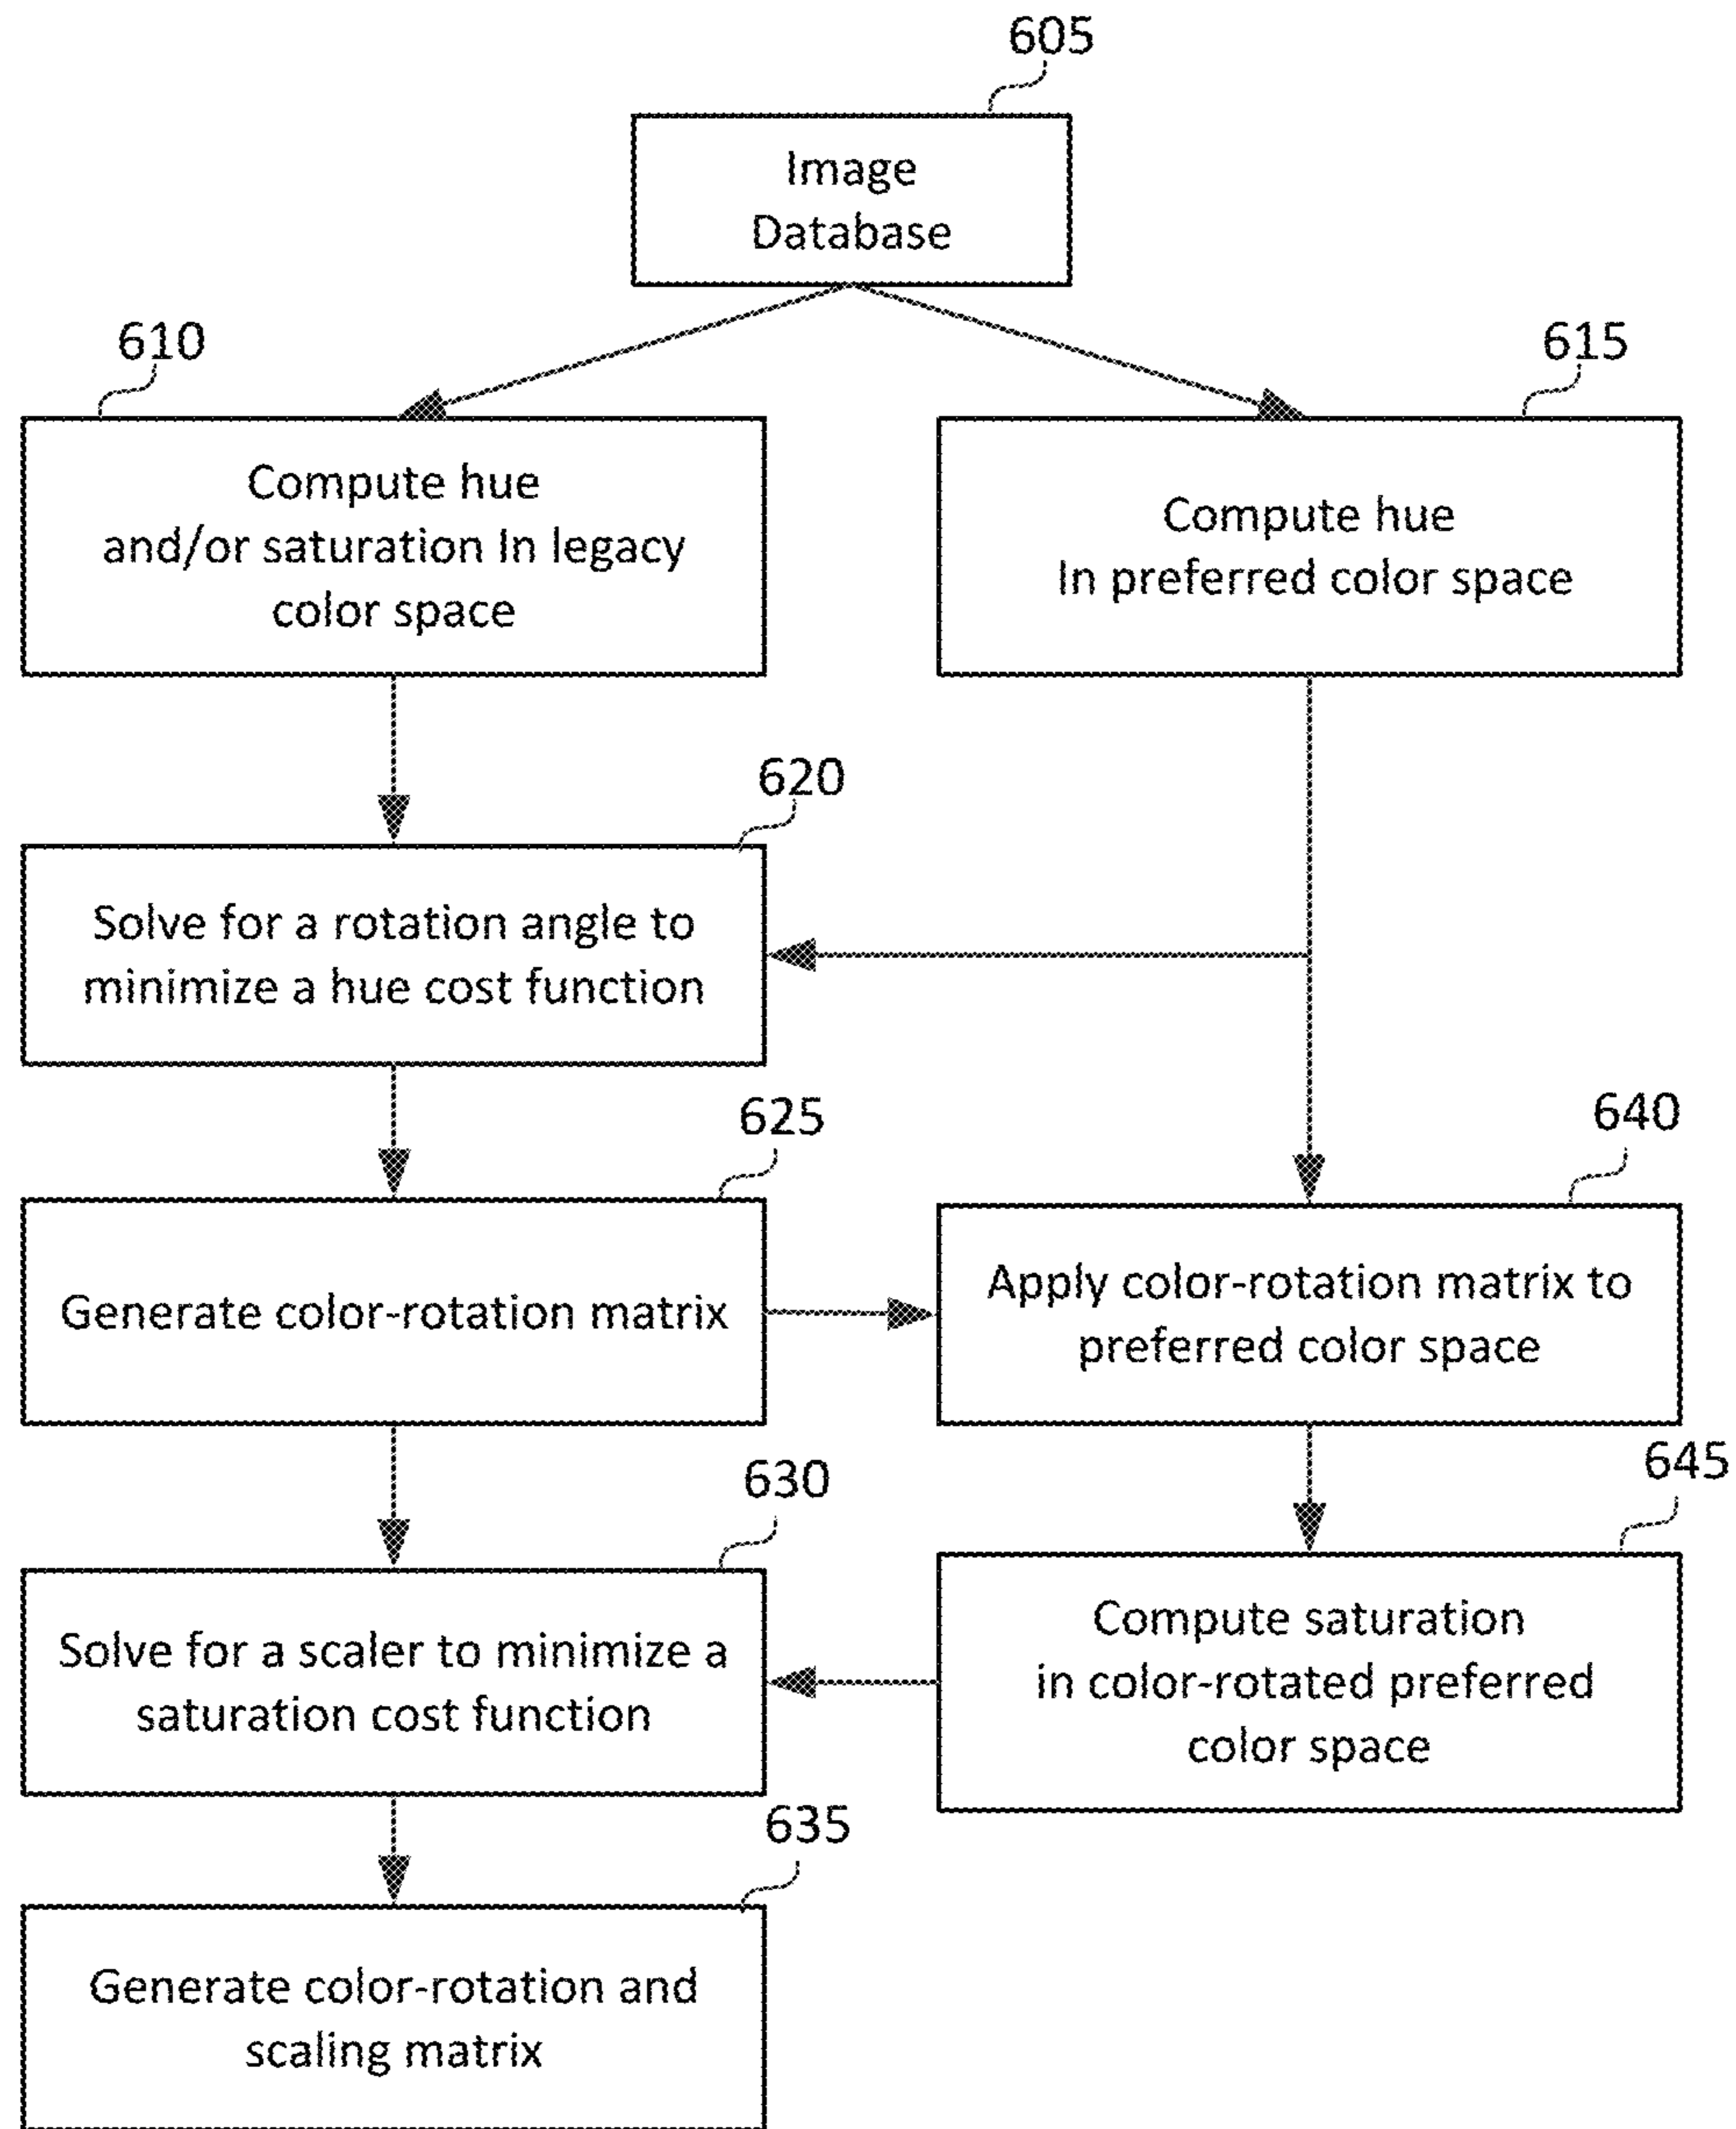 605
Image
Database
610
615
Compute hue
and/or saturation In legacy
color space
Compute hue
In preferred color space
620
Solve for a rotation angle to
minimize a hue cost function
625
640
Generate color-rotation matrix
Apply color-rotation matrix to
preferred color space
630
645
Solve for a scaler to minimize a
saturation cost function
Compute saturation
in color-rotated preferred
color space
635
Generate color-rotation and
scaling matrix